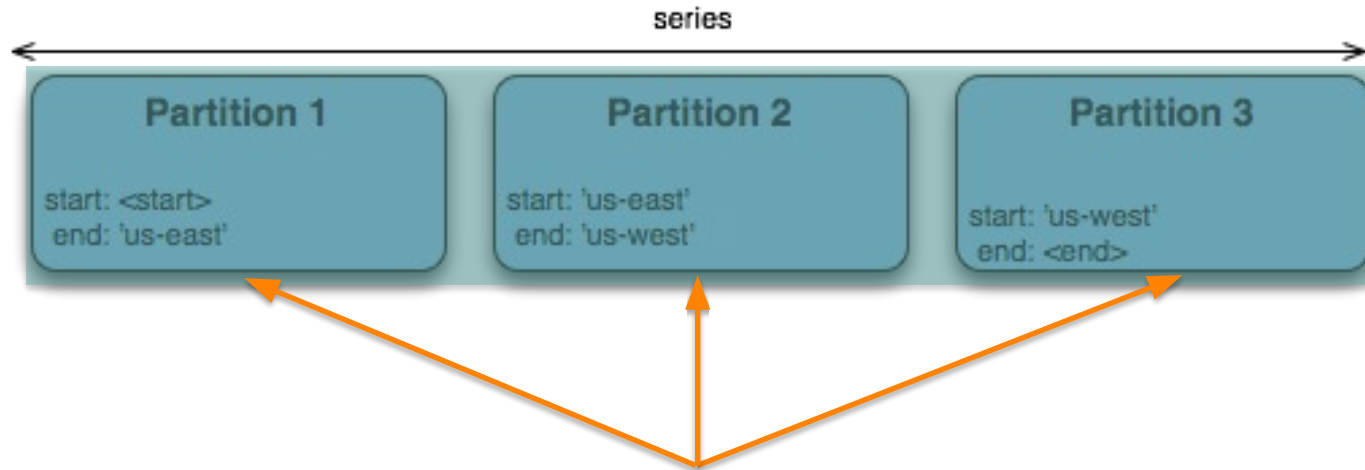 series
Partition 1
start: <start>
end: 'us-east'
Partition 2
start: 'us-east'
end: 'us-west'
Partition 3
start: 'us-west'
end: <end>